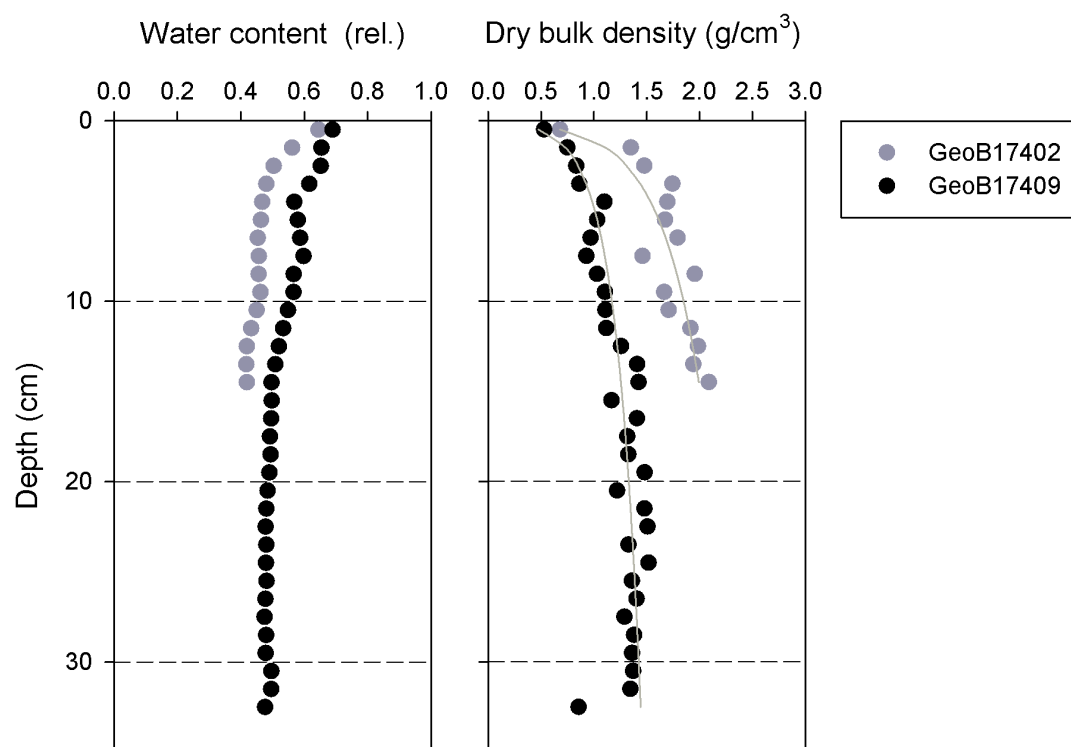 Water content (rel.)
Dry bulk density (g/cm³)
0.0 0.2 0.4 0.6 0.8 1.0
0.0 0.5 1.0 1.5 2.0 2.5 3.0
0
10
20
30
Depth (cm)
GeoB17402
GeoB17409